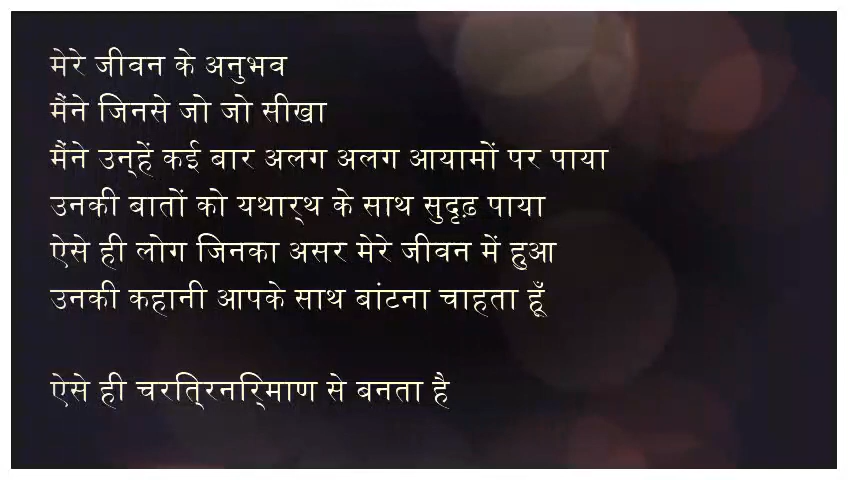 मेरे जीवन के अनुभव
मैंने जिनसे जो जो सीखा
मैंने उन्हें कई बार अलग अलग आयामों पर पाया
उनकी बातों को यथार्थ के साथ सुदृढ़ पाया
ऐसे ही लोग जिनका असर मेरे जीवन में हुआ
उनकी कहानी आपके साथ बांटना चाहता हूँ
ऐसे ही चरित्रनिर्माण से बनता है